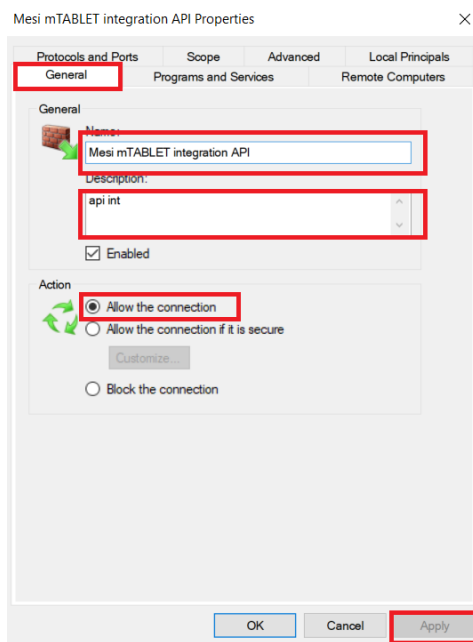 Mesi mTABLET integration API Properties
Protocols and Ports Scope Advanced Local Principals
General Programs and Services Remote Computers
General
Name:
Mesi mTABLET integration API
Description:
api int
Enabled
Action
Allow the connection
Allow the connection if it is secure
Customize...
Block the connection
OK Cancel Apply